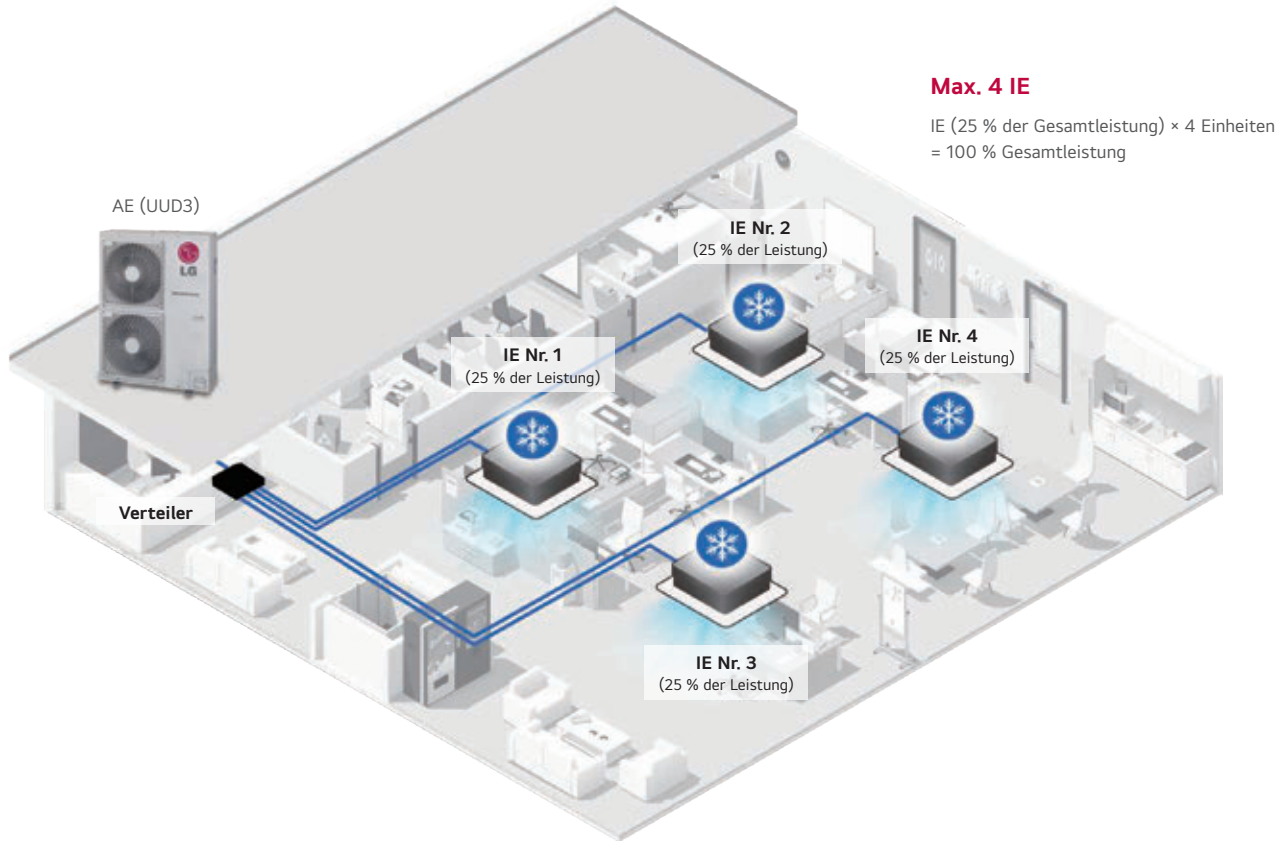 Max. 4 IE
IE (25 % der Gesamtleistung) × 4 Einheiten
= 100 % Gesamtleistung
AE (UUD3)
LG
IE Nr. 2
(25 % der Leistung)
IE Nr. 4
(25 % der Leistung)
IE Nr. 1
(25 % der Leistung)
Verteiler
IE Nr. 3
(25 % der Leistung)